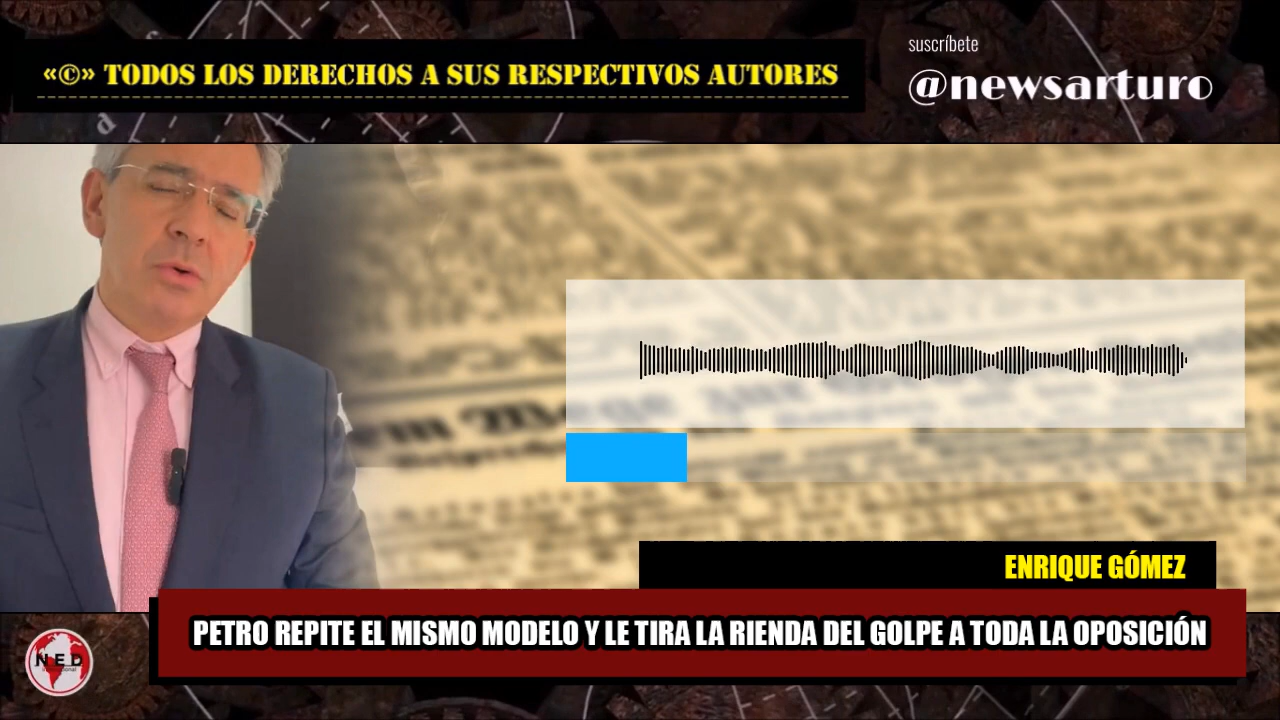 «©» TODOS LOS DERECHOS A SUS RESPECTIVOS AUTORES
suscríbete
@newsarturo
ENRIQUE GÓMEZ
PETRO REPITE EL MISMO MODELO Y LE TIRA LA RIENDA DEL GOLPE A TODA LA OPOSICIÓN
NED